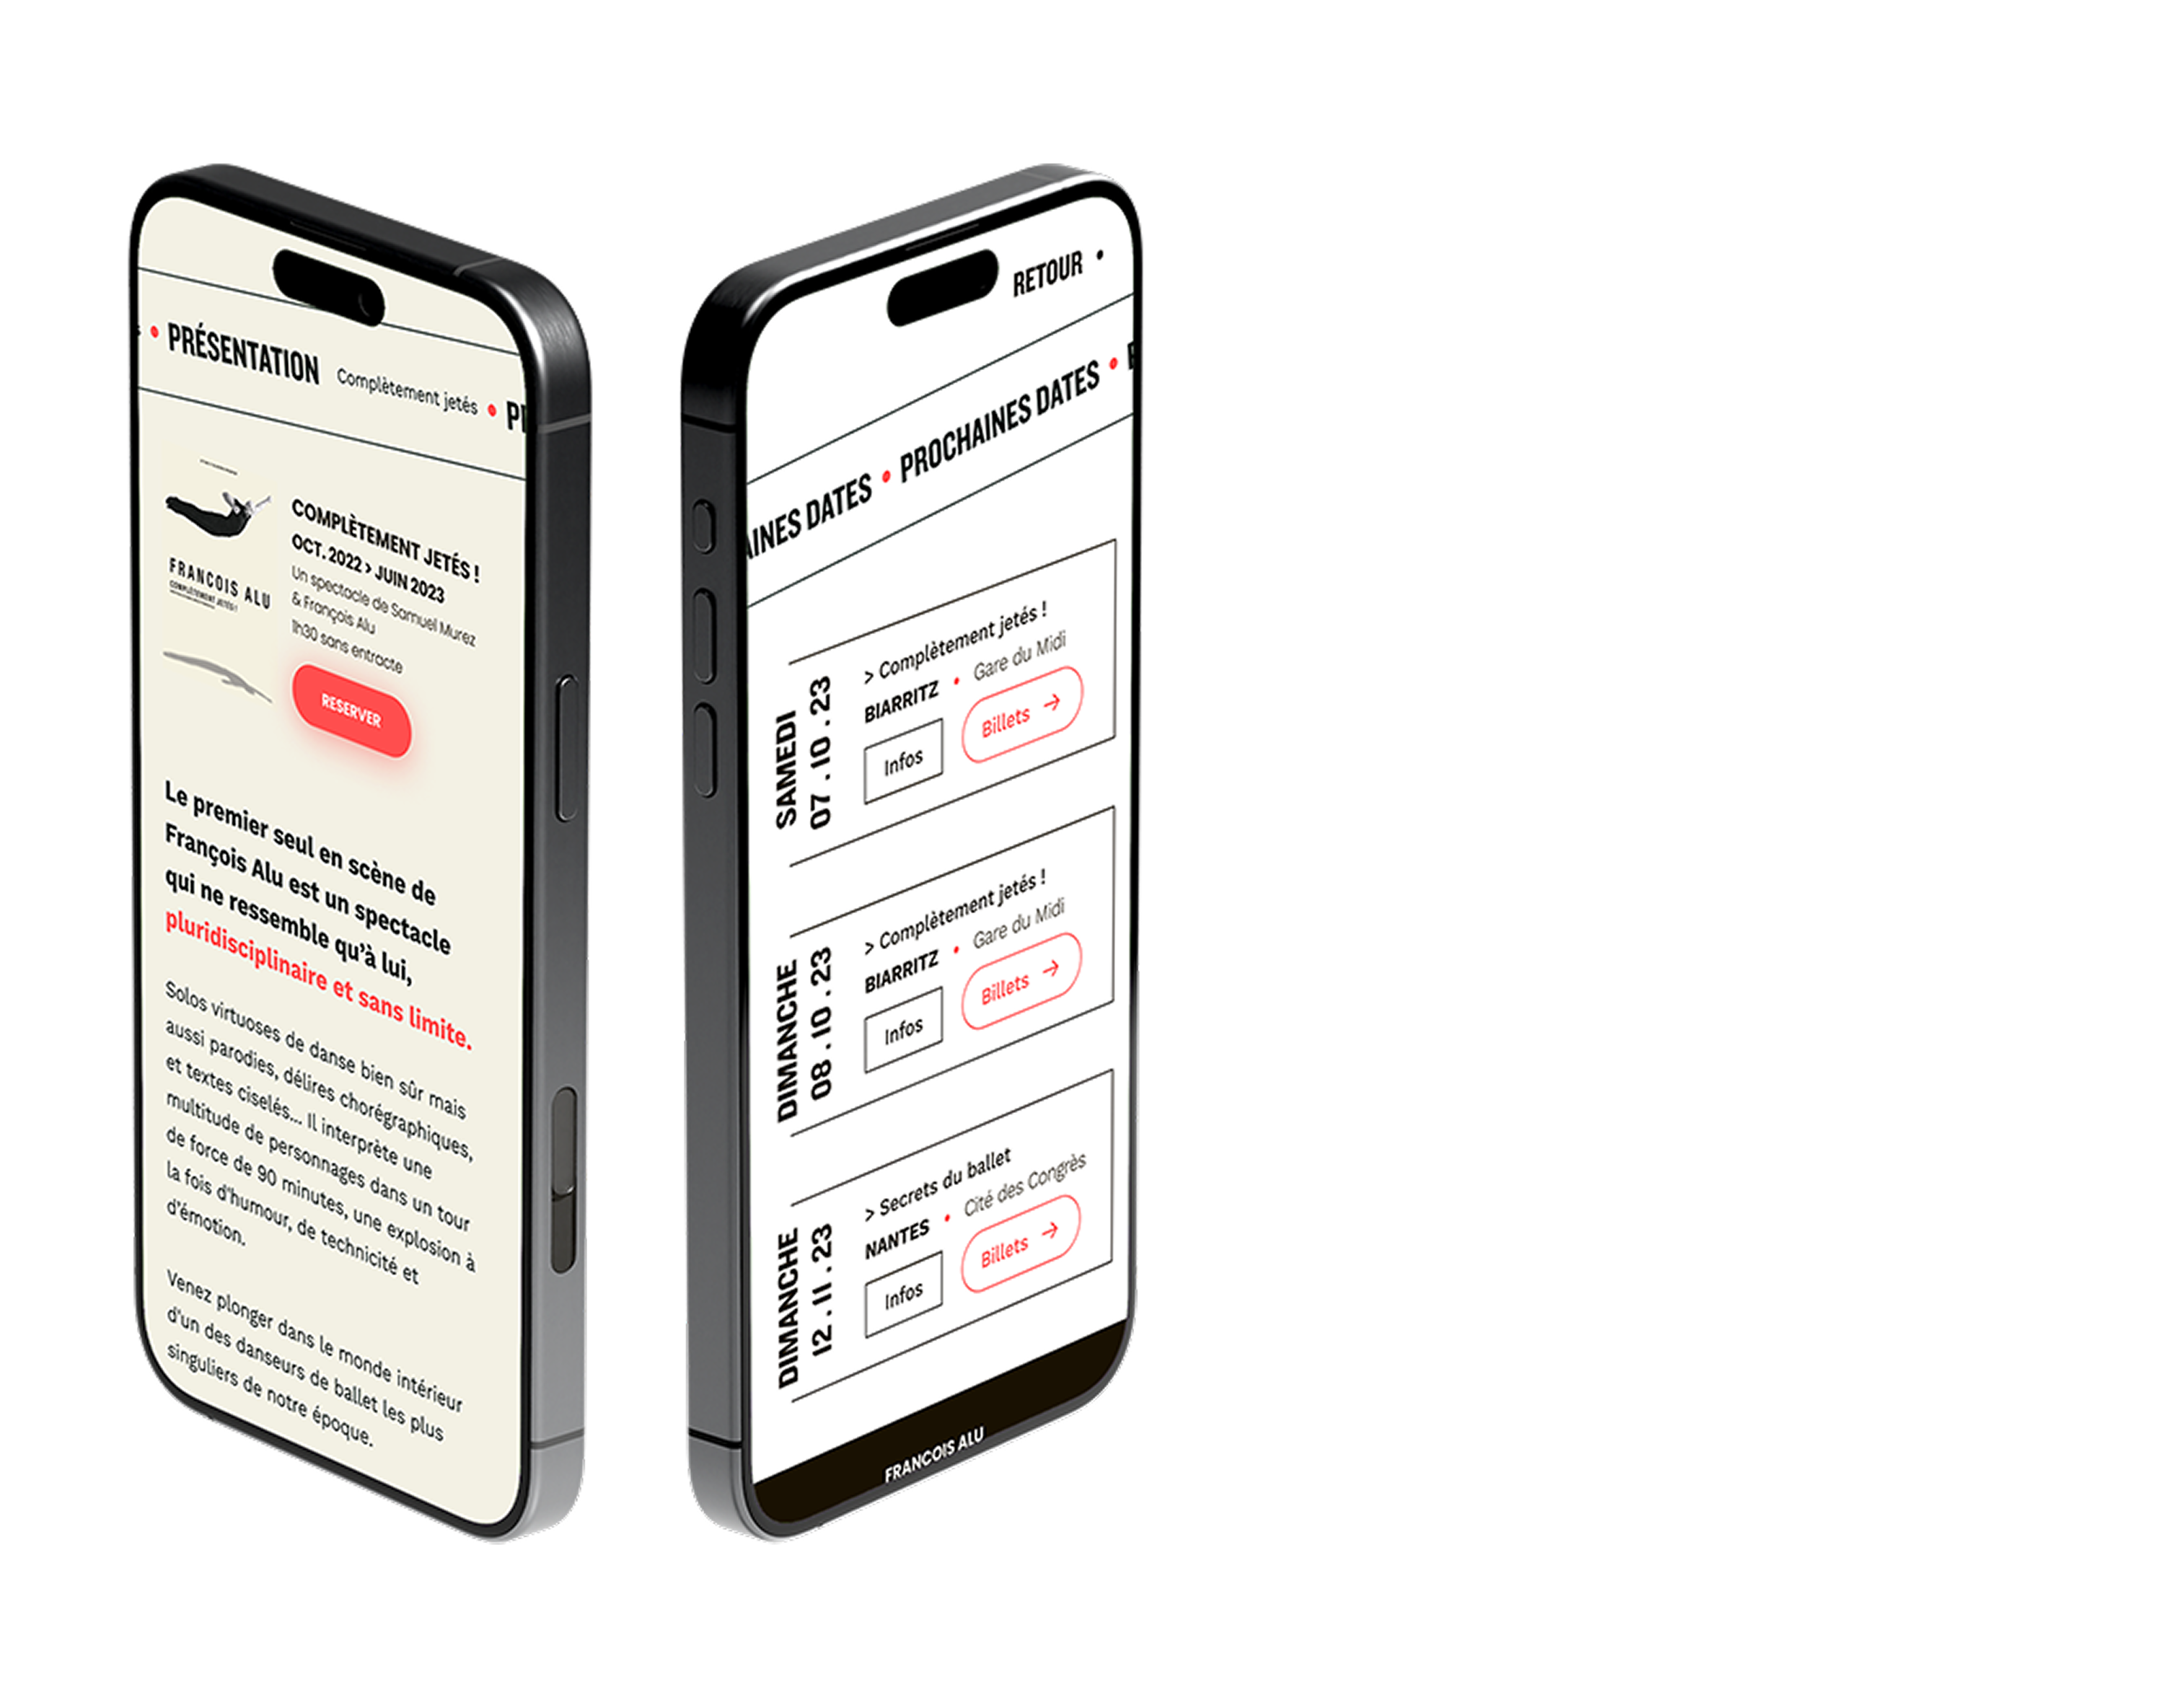 PRÉSENTATION Complètement jetés
COMPLÈTEMENT JETÉS !
OCT. 2022 > JUIN 2023
Un spectacle de Samuel Murez
& François Alu
1h30 sans entracte
RESERVER
FRANCOIS ALU
COMPLÈTEMENT JETÉS !
Le premier seul en scène de
François Alu est un spectacle
qui ne ressemble qu’à lui,
pluridisciplinaire et sans limite.
Solos virtuoses de danse bien sûr mais
aussi parodies, délires chorégraphiques,
et textes ciselés... Il interprète une
multitude de personnages dans un tour
de force de 90 minutes, une explosion à
la fois d'humour, de technicité et
d'émotion.
Venez plonger dans le monde intérieur
d'un des danseurs de ballet les plus
singuliers de notre époque.
RETOUR •
AINES DATES • PROCHAINES DATES •
SAMEDI
07 . 10 . 23
> Complètement jetés !
BIARRITZ • Gare du Midi
Infos
Billets →
DIMANCHE
08 . 10 . 23
> Complètement jetés !
BIARRITZ • Gare du Midi
Infos
Billets →
DIMANCHE
12 . 11 . 23
> Secrets du ballet
NANTES • Cité des Congrès
Infos
Billets →
FRANCOIS ALU